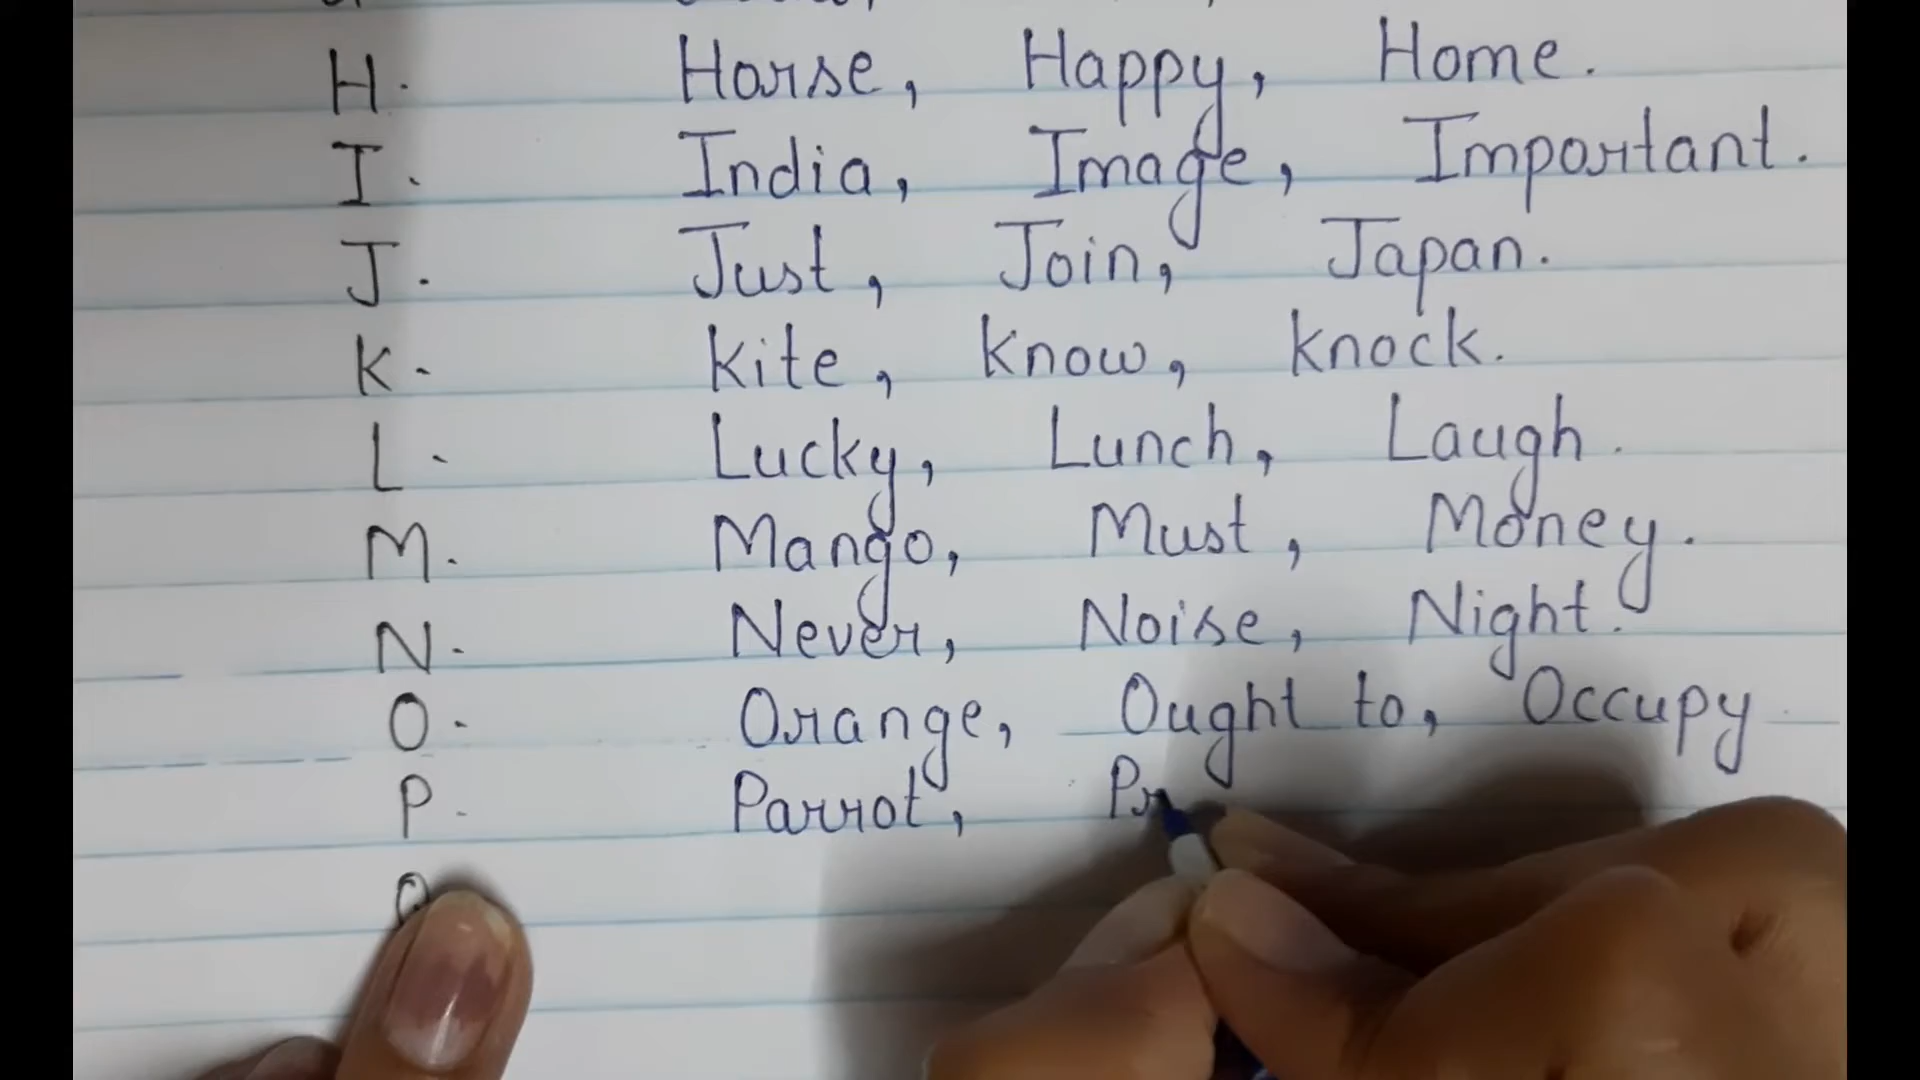 H. Horse, Happy, Home.
I. India, Image, Important.
J. Just, Join, Japan.
K. Kite, Know, Knock.
L. Lucky, Lunch, Laugh.
M. Mango, Must, Money.
N. Never, Noise, Night.
O. Orange, Ought to, Occupy
P. Parrot, Pr